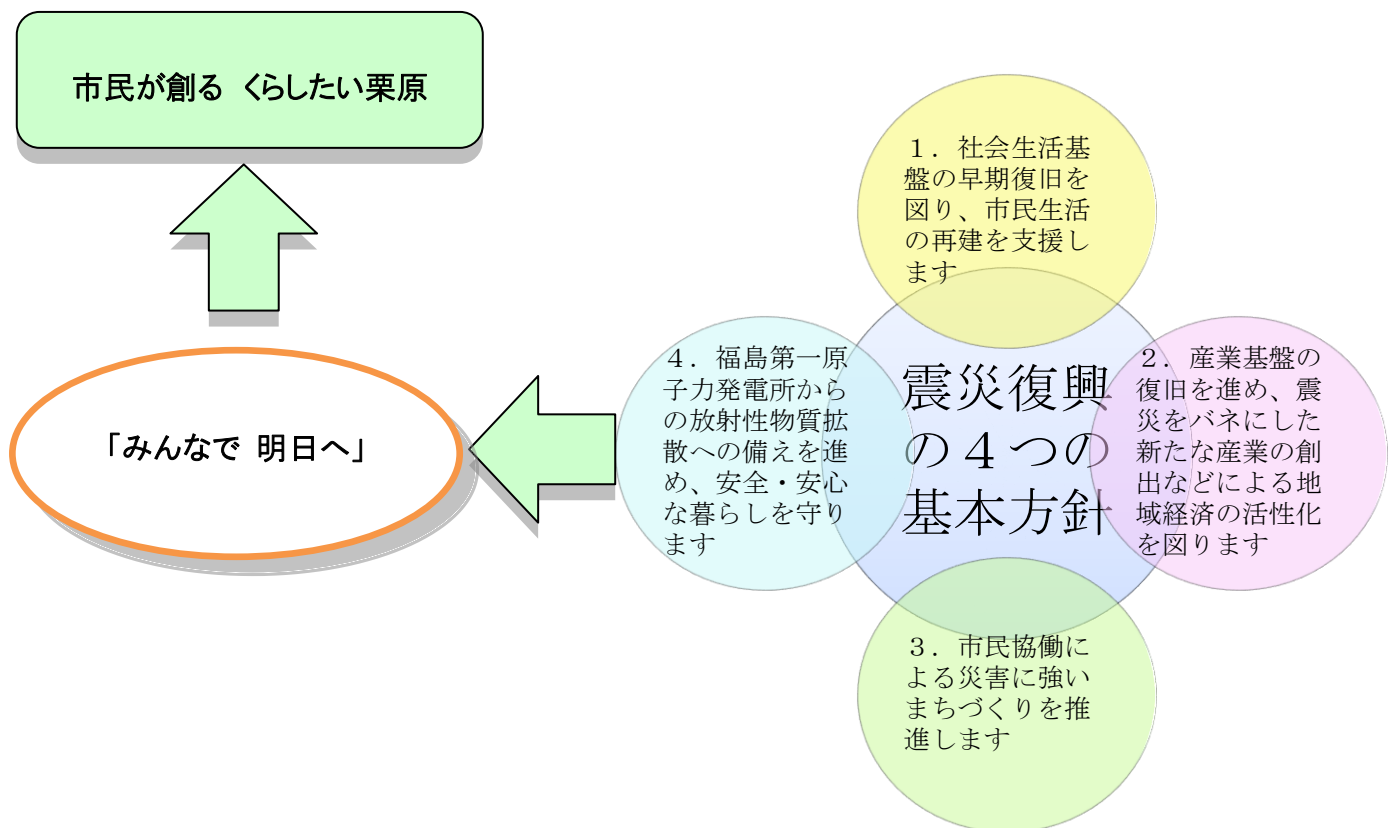 市民が創る くらしたい栗原
「みんなで 明日へ」
震災復興
の４つの
基本方針
１．社会生活基
盤の早期復旧を
図り、市民生活
の再建を支援し
ます
２．産業基盤の
復旧を進め、震
災をバネにした
新たな産業の創
出などによる地
域経済の活性化
を図ります
３．市民協働に
よる災害に強い
まちづくりを推
進します
４．福島第一原
子力発電所から
の放射性物質拡
散への備えを進
め、安全・安心
な暮らしを守り
ます